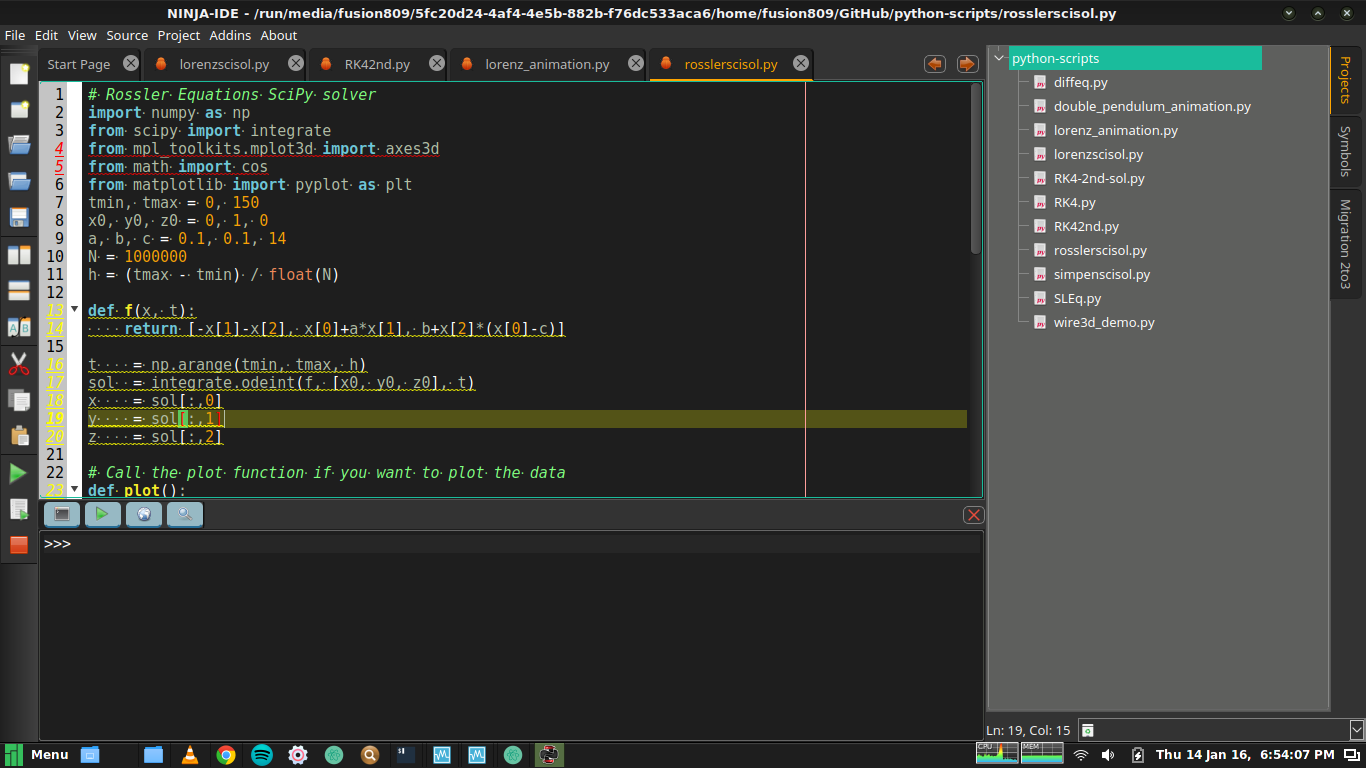 NINJA-IDE - /run/media/fusion809/5fc20d24-4af4-4e5b-882b-f76dc533aca6/home/fusion809/GitHub/python-scripts/rosslerscisol.py
File Edit View Source Project Addins About
Start Page lorenzscisol.py RK42nd.py lorenz_animation.py rosslerscisol.py
1 # Rossler Equations SciPy solver
2 import numpy as np
3 from scipy import integrate
4 from mpl_toolkits.mplot3d import axes3d
5 from math import cos
6 from matplotlib import pyplot as plt
7 tmin, tmax = 0, 150
8 x0, y0, z0 = 0, 1, 0
9 a, b, c = 0.1, 0.1, 14
10 N = 1000000
11 h = (tmax - tmin) / float(N)
12
13 def f(x, t):
14     return [-x[1]-x[2], x[0]+a*x[1], b+x[2]*(x[0]-c)]
15
16 t    = np.arange(tmin, tmax, h)
17 sol  = integrate.odeint(f, [x0, y0, z0], t)
18 x    = sol[:,0]
19 y    = sol[:,1]
20 z    = sol[:,2]
21
22 # Call the plot function if you want to plot the data
23 def plot():
>>>
python-scripts
diffeq.py
double_pendulum_animation.py
lorenz_animation.py
lorenzscisol.py
RK4-2nd-sol.py
RK4.py
RK42nd.py
rosslerscisol.py
simpenscisol.py
SLEq.py
wire3d_demo.py
Projects
Symbols
Migration 2to3
Ln: 19, Col: 15
Menu
CPU MEM
Thu 14 Jan 16, 6:54:07 PM